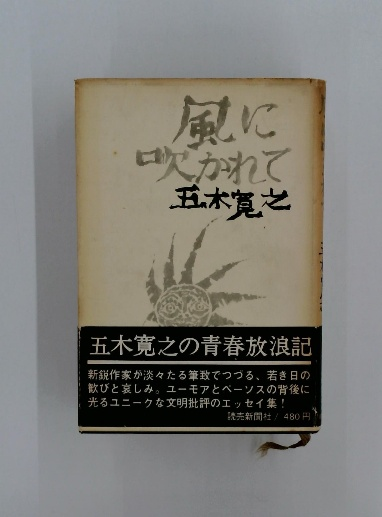 風に
吹かれて
五木寛之
五木寛之の青春放浪記
新鋭作家が淡々たる筆致でつづる、若き日の
歓びと哀しみ。ユーモアとペーソスの背後に
光るユニークな文明批評のエッセイ集！
読売新聞社／480円